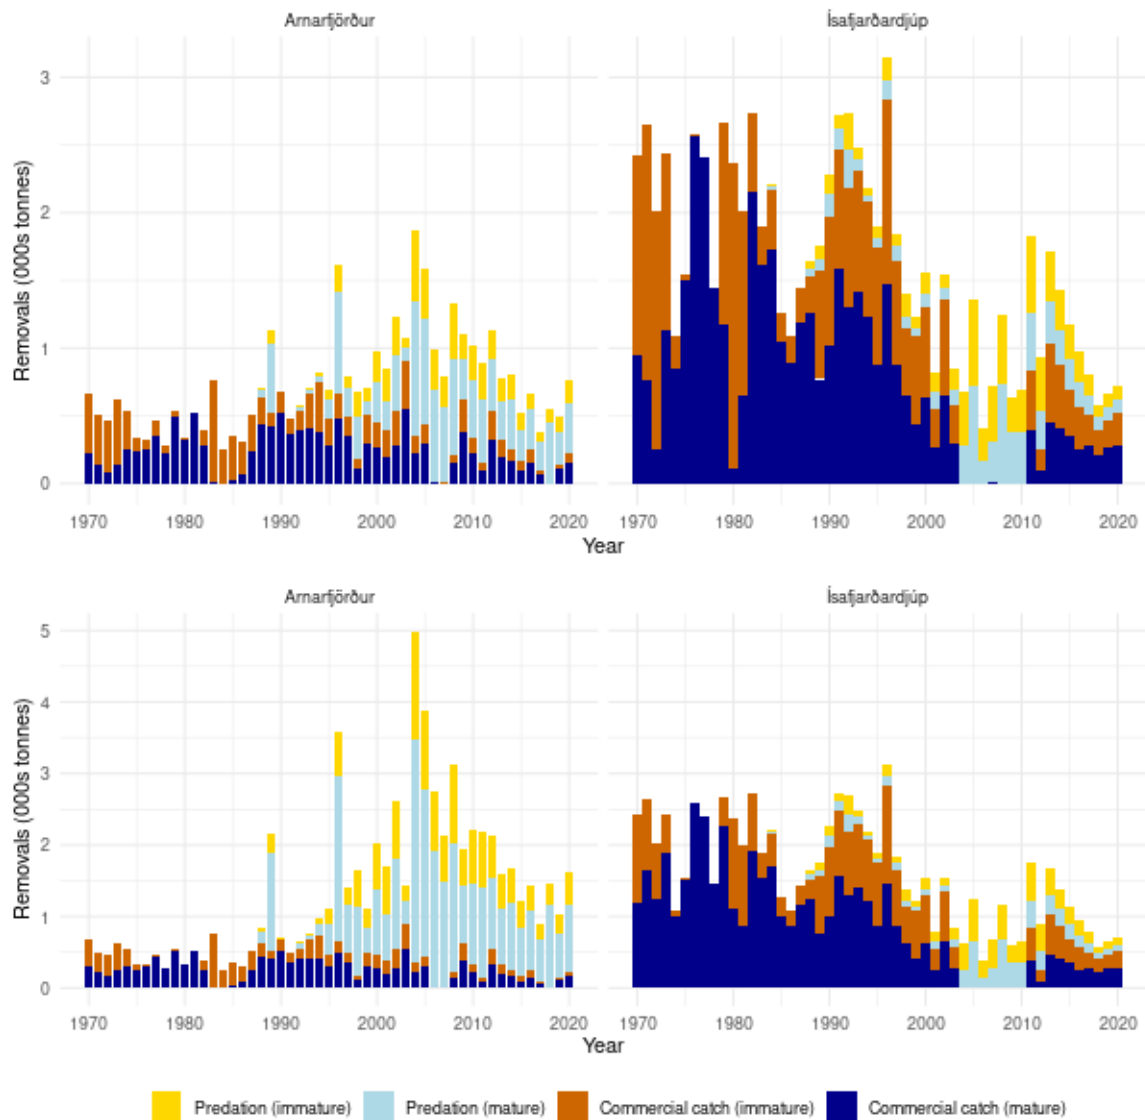 Arnarfjörður Ísafjarðardjúp
Removals (000s tonnes)
3
2
1
0
1970 1980 1990 2000 2010 2020 1970 1980 1990 2000 2010 2020
Year
Arnarfjörður Ísafjarðardjúp
Removals (000s tonnes)
5
4
3
2
1
0
1970 1980 1990 2000 2010 2020 1970 1980 1990 2000 2010 2020
Year
Predation (immature) Predation (mature) Commercial catch (immature) Commercial catch (mature)